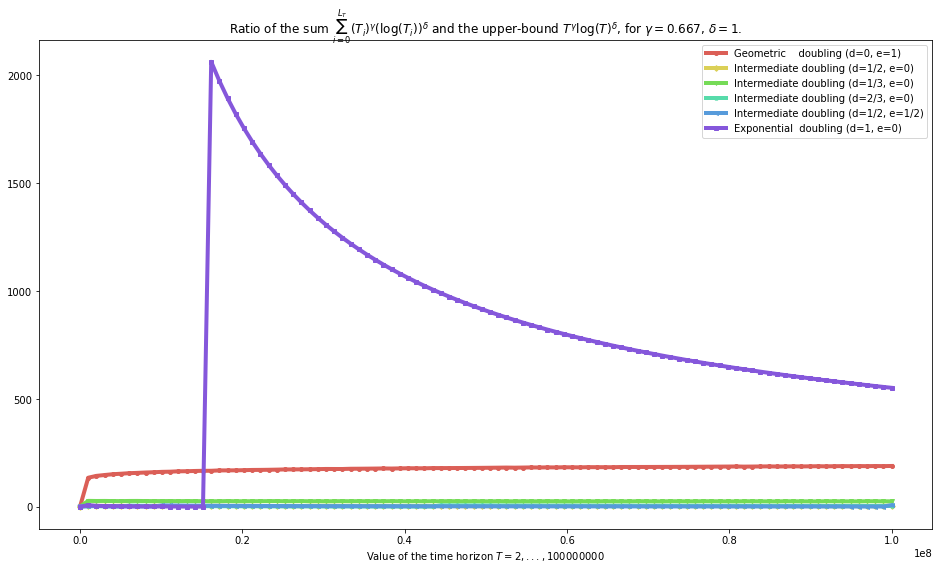 Ratio of the sum $\sum_{i=0}^{L_T} (T_i)^γ (log(T_i))^δ$ and the upper-bound $T^γ log(T)^δ$, for γ = 0.667, δ = 1.
Geometric    doubling (d=0, e=1)
Intermediate doubling (d=1/2, e=0)
Intermediate doubling (d=1/3, e=0)
Intermediate doubling (d=2/3, e=0)
Intermediate doubling (d=1/2, e=1/2)
Exponential  doubling (d=1, e=0)
2000
1500
1000
500
0
0.0 0.2 0.4 0.6 0.8 1.0
1e8
Value of the time horizon T = 2, . . . , 100000000